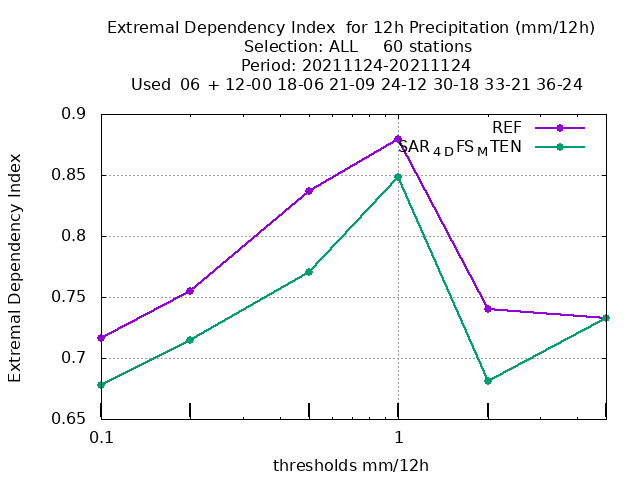 Extremal Dependency Index for 12h Precipitation (mm/12h)
Selection: ALL 60 stations
Period: 20211124-20211124
Used 06 + 12-00 18-06 21-09 24-12 30-18 33-21 36-24
REF
SAR4DFSMTEN
Extremal Dependency Index
0.9
0.85
0.8
0.75
0.7
0.65
0.1 1
thresholds mm/12h